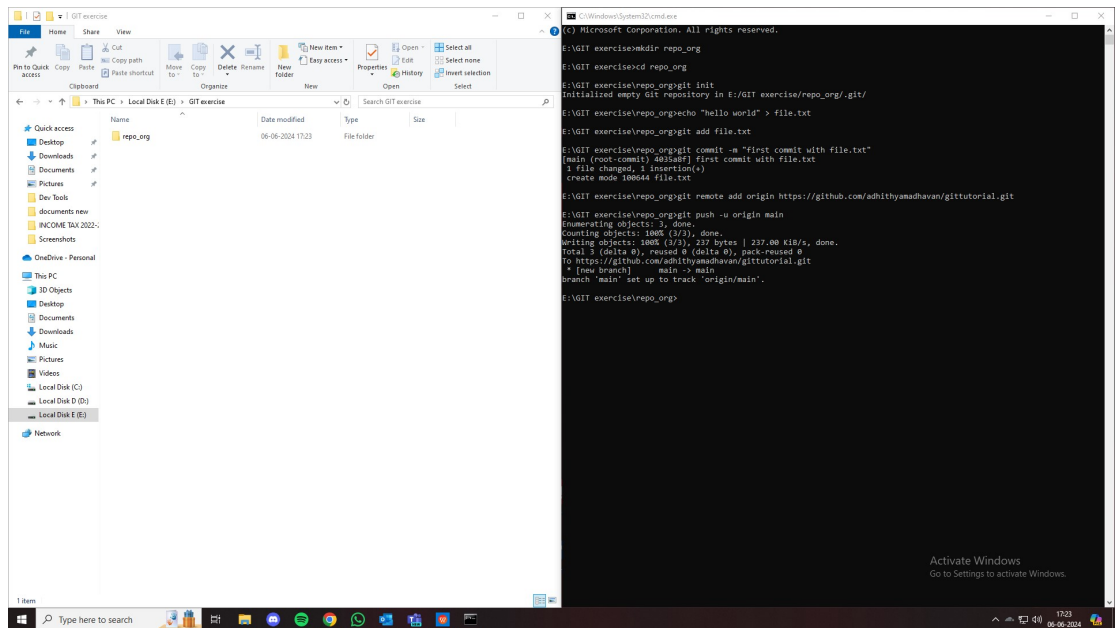 GIT exercise
File Home Share View
Pin to Quick access
Copy
Paste
Cut
Copy path
Paste shortcut
Clipboard
Move to
Copy to
Delete
Rename
Organize
New folder
New item
Easy access
New
Properties
Open
Edit
History
Open
Select all
Select none
Invert selection
Select
This PC > Local Disk (E:) > GIT exercise
Search GIT exercise
Name Date modified Type Size
repo_org 06-06-2024 17:23 File folder
Quick access
Desktop
Downloads
Documents
Pictures
Dev Tools
documents new
INCOME TAX 2022-
Screenshots
OneDrive - Personal
This PC
3D Objects
Desktop
Documents
Downloads
Music
Pictures
Videos
Local Disk (C:)
Local Disk D (D:)
Local Disk E (E:)
Network
1 item
C:\Windows\System32\cmd.exe
(c) Microsoft Corporation. All rights reserved.
E:\GIT exercise>mkdir repo_org
E:\GIT exercise>cd repo_org
E:\GIT exercise\repo_org>git init
Initialized empty Git repository in E:/GIT exercise/repo_org/.git/
E:\GIT exercise\repo_org>echo "hello world" > file.txt
E:\GIT exercise\repo_org>git add file.txt
E:\GIT exercise\repo_org>git commit -m "first commit with file.txt"
[main (root-commit) 4035a8f] first commit with file.txt
1 file changed, 1 insertion(+)
create mode 100644 file.txt
E:\GIT exercise\repo_org>git remote add origin https://github.com/adhithyamadhavan/gittutorial.git
E:\GIT exercise\repo_org>git push -u origin main
Enumerating objects: 3, done.
Counting objects: 100% (3/3), done.
Writing objects: 100% (3/3), 237 bytes | 237.00 KiB/s, done.
Total 3 (delta 0), reused 0 (delta 0), pack-reused 0
To https://github.com/adhithyamadhavan/gittutorial.git
* [new branch] main -> main
branch 'main' set up to track 'origin/main'.
E:\GIT exercise\repo_org>
Activate Windows
Go to Settings to activate Windows.
Type here to search
17:23
06-06-2024